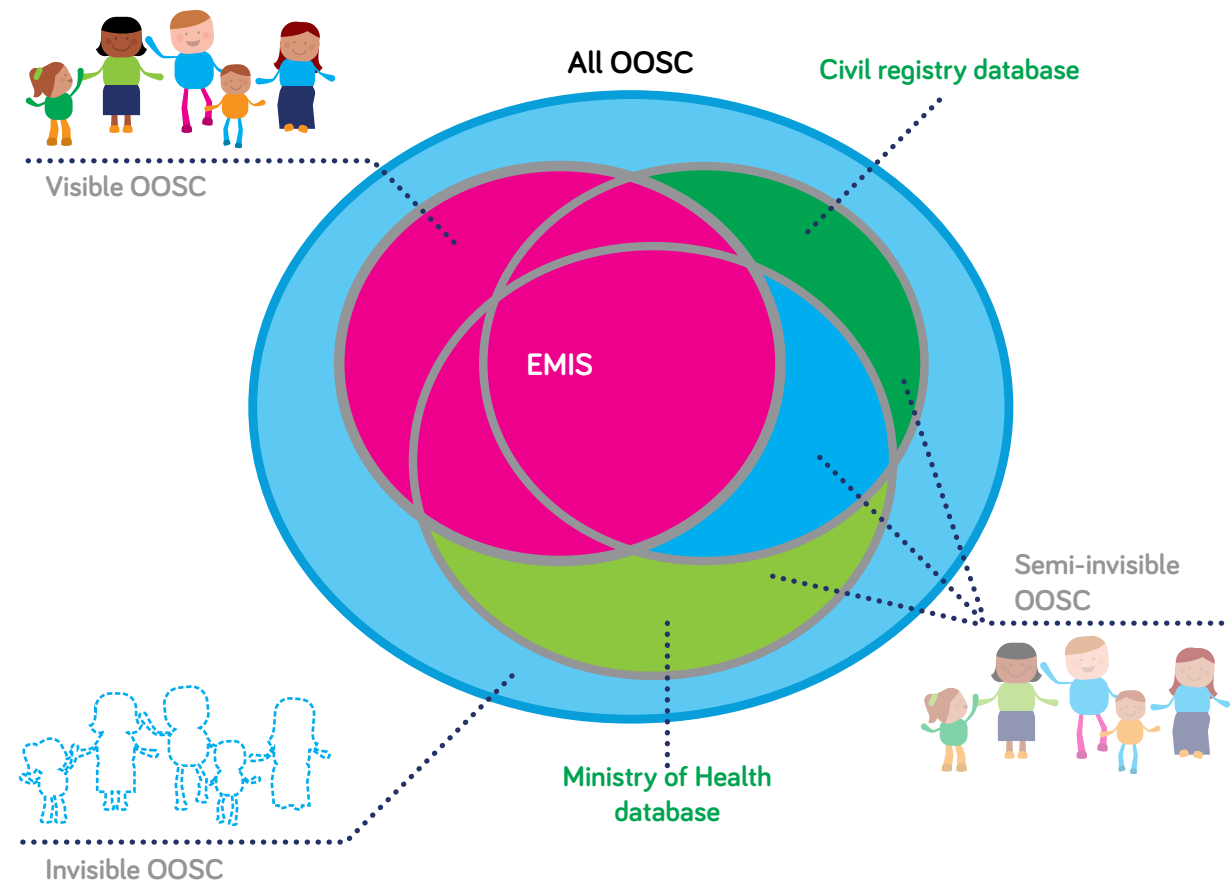 All OOSC
Civil registry database
Visible OOSC
EMIS
Semi-invisible
OOSC
Ministry of Health
database
Invisible OOSC